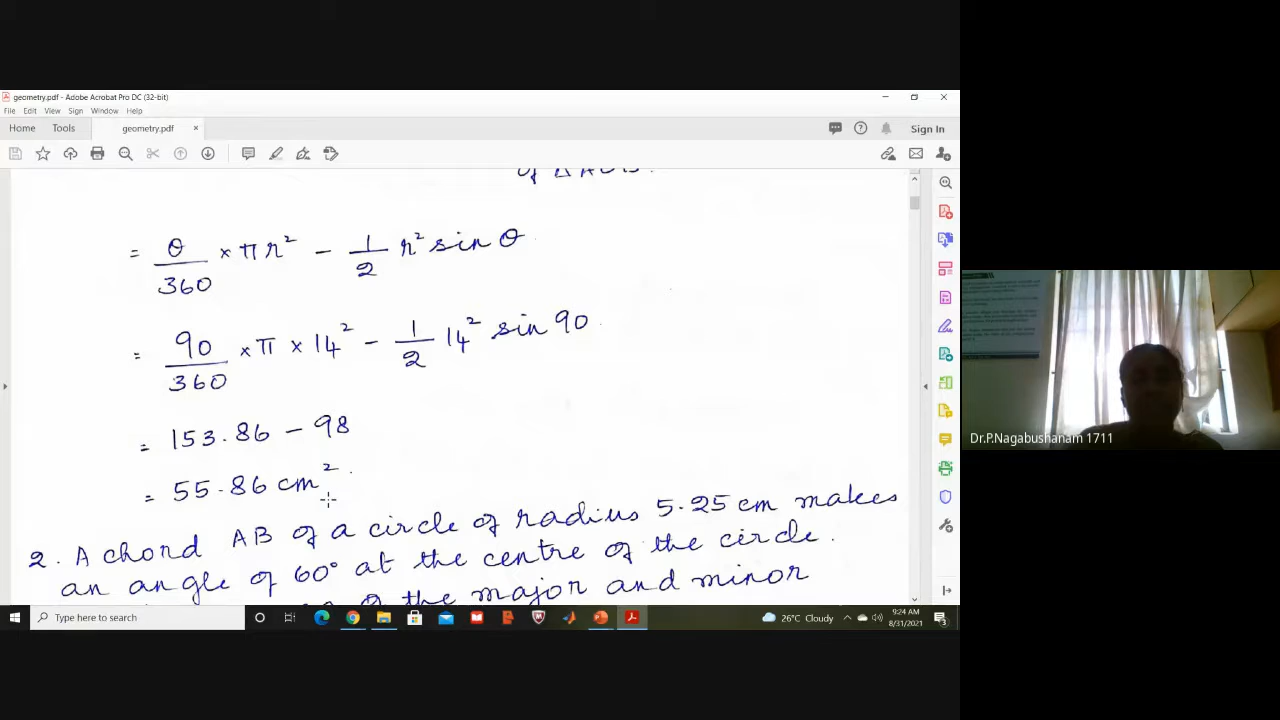 geometry.pdf - Adobe Acrobat Pro DC (32-bit)
File Edit View Sign Window Help
Home Tools geometry.pdf × Sign In
of △AOB.
= θ/360 × πr² − 1/2 r² sin θ
= 90/360 × π × 14² − 1/2 14² sin 90
= 153.86 − 98
= 55.86 cm².
2. A chord AB of a circle of radius 5.25 cm makes
an angle of 60° at the centre of the circle.
of the major and minor
Dr.P.Nagabushanam 1711
Type here to search
26°C Cloudy
9:24 AM
8/31/2021
3